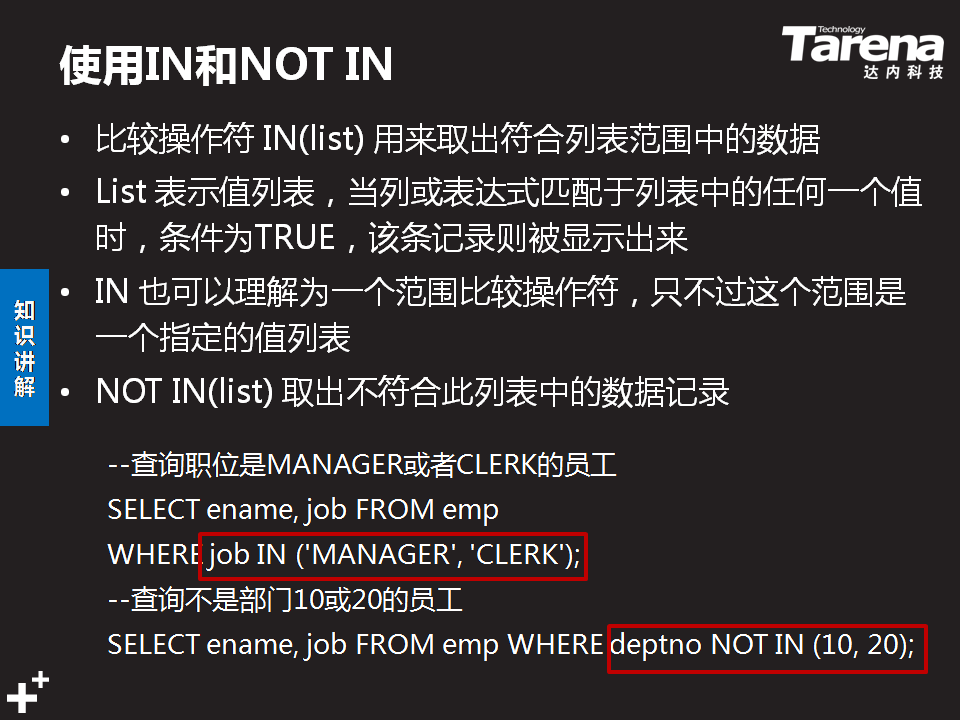 使用IN和NOT IN
Technology
Tarena
达内科技
• 比较操作符 IN(list) 用来取出符合列表范围中的数据
• List 表示值列表，当列或表达式匹配于列表中的任何一个值
时，条件为TRUE，该条记录则被显示出来
• IN 也可以理解为一个范围比较操作符，只不过这个范围是
一个指定的值列表
• NOT IN(list) 取出不符合此列表中的数据记录
知
识
讲
解
--查询职位是MANAGER或者CLERK的员工
SELECT ename, job FROM emp
WHERE job IN ('MANAGER', 'CLERK');
--查询不是部门10或20的员工
SELECT ename, job FROM emp WHERE deptno NOT IN (10, 20);